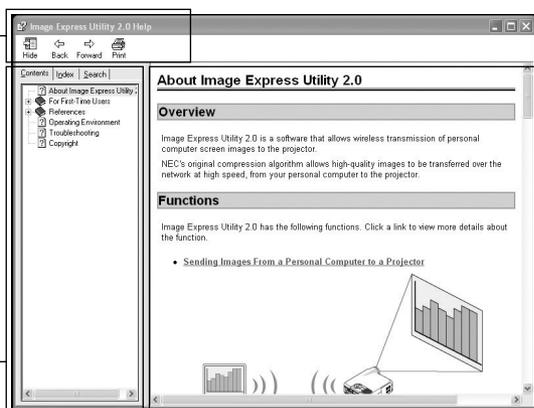 Image Express Utility 2.0 Help
Hide Back Forward Print
Contents Index Search
About Image Express Utility 2
For First-Time Users
References
Operating Environment
Troubleshooting
Copyright
About Image Express Utility 2.0
Overview
Image Express Utility 2.0 is a software that allows wireless transmission of personal
computer screen images to the projector.
NEC's original compression algorithm allows high-quality images to be transferred over the
network at high speed, from your personal computer to the projector.
Functions
Image Express Utility 2.0 has the following functions. Click a link to view more details about
the function.
• Sending Images From a Personal Computer to a Projector